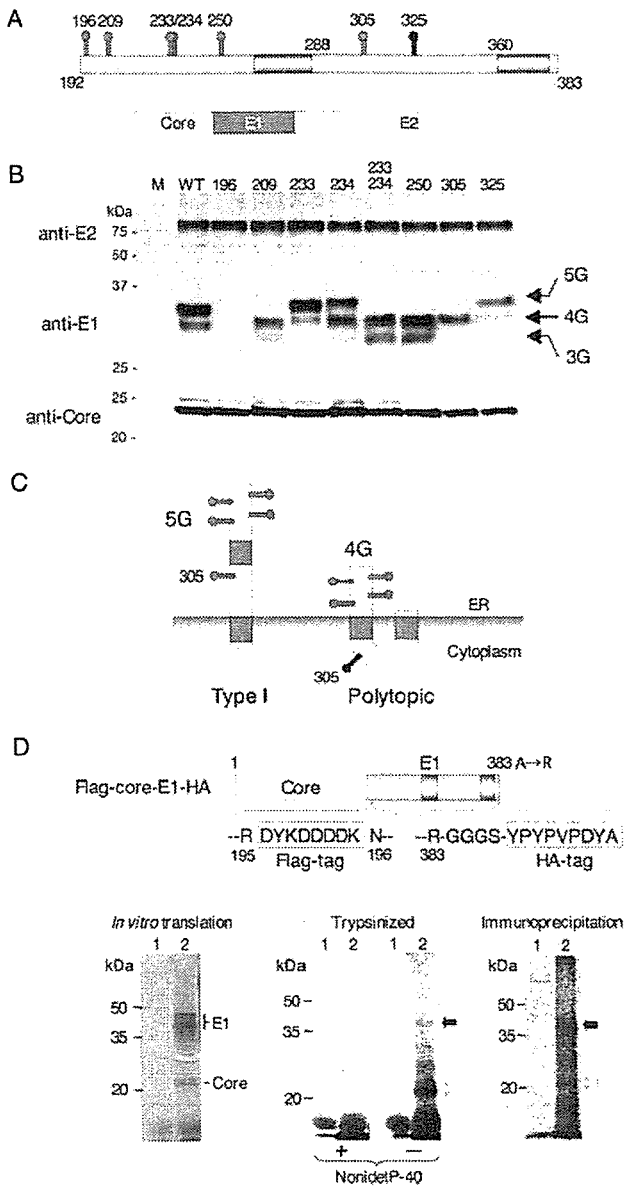 A
196 209 233/234 250 305 325
288 360
192 383
Core E1 E2
B
233
M WT 196 209 233 234 234 250 305 325
kDa
anti-E2 75 -
50 -
37 -
5G
anti-E1 4G
3G
25 -
25 -
anti-Core
20 -
C
5G
4G
305
ER
Cytoplasm
305
Type I Polytopic
D
1 E1 383 A→R
Flag-core-E1-HA Core
--R DYKDDDDK N-- --R-GGGS-YPYPVPDYA
195 Flag-tag 196 383 HA-tag
In vitro translation Trypsinized Immunoprecipitation
1 2 1 2 1 2 1 2
kDa kDa kDa
50 - E1 50 - 50 -
35 - 35 - 35 -
20 - Core 20 - 20 -
+ −
NonidetP-40